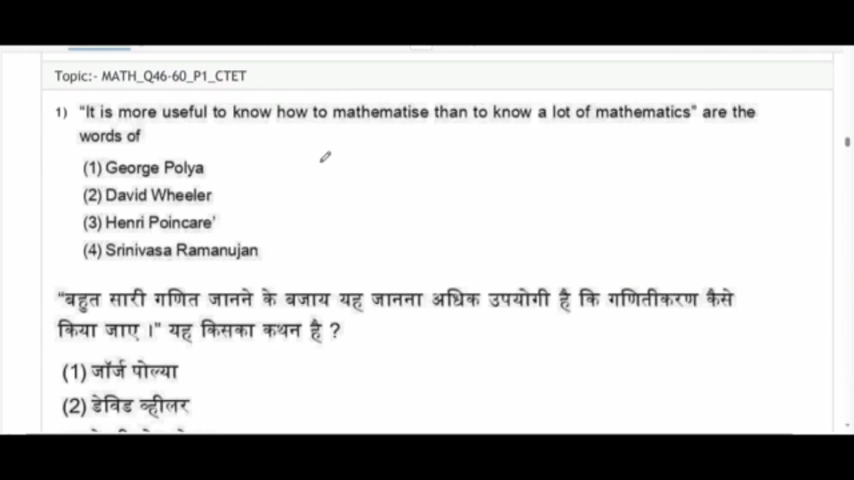 Topic:- MATH_Q46-60_P1_CTET
1) "It is more useful to know how to mathematise than to know a lot of mathematics" are the
words of
(1) George Polya
(2) David Wheeler
(3) Henri Poincare'
(4) Srinivasa Ramanujan
"बहुत सारी गणित जानने के बजाय यह जानना अधिक उपयोगी है कि गणितीकरण कैसे
किया जाए ।" यह किसका कथन है ?
(1) जॉर्ज पोल्या
(2) डेविड व्हीलर